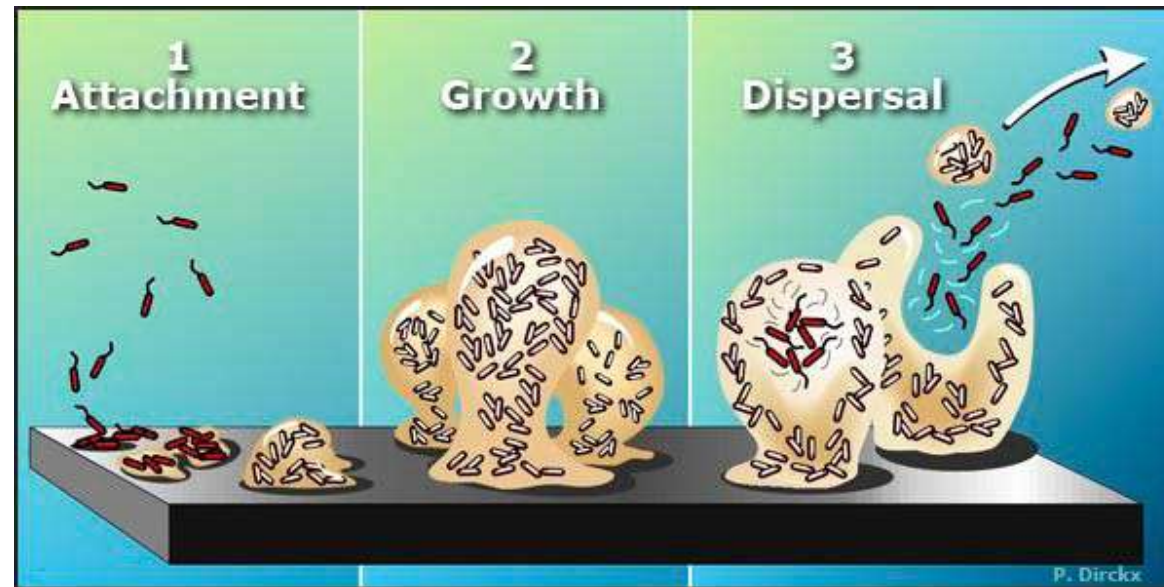 1
Attachment
2
Growth
3
Dispersal
P. Dirckx